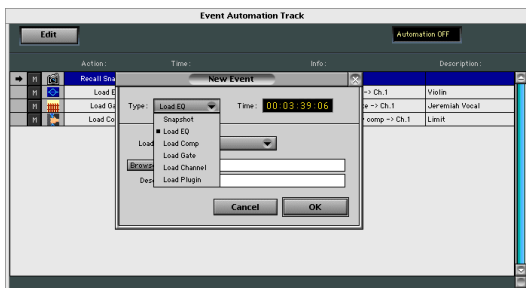 Event Automation Track
Edit
Automation OFF
Action: Time: Info: Description:
M Recall Sna
M Load E -> Ch.1 Violin
M Load Ga e -> Ch.1 Jeremiah Vocal
M Load Co comp -> Ch.1 Limit
New Event
Type: Load EQ Time: 00:03:39:06
Snapshot
Load EQ
Load Comp
Load Gate
Load Channel
Load Plugin
Load
Brows
Des
Cancel OK